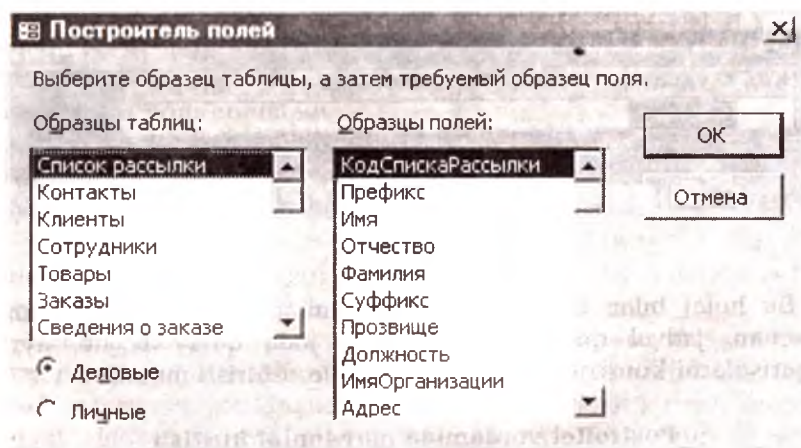 Построитель полей
Выберите образец таблицы, а затем требуемый образец поля.
Образцы таблиц:
Список рассылки
Контакты
Клиенты
Сотрудники
Товары
Заказы
Сведения о заказе
Деловые
Личные
Образцы полей:
КодСпискаРассылки
Префикс
Имя
Отчество
Фамилия
Суффикс
Прозвище
Должность
ИмяОрганизации
Адрес
ОК
Отмена